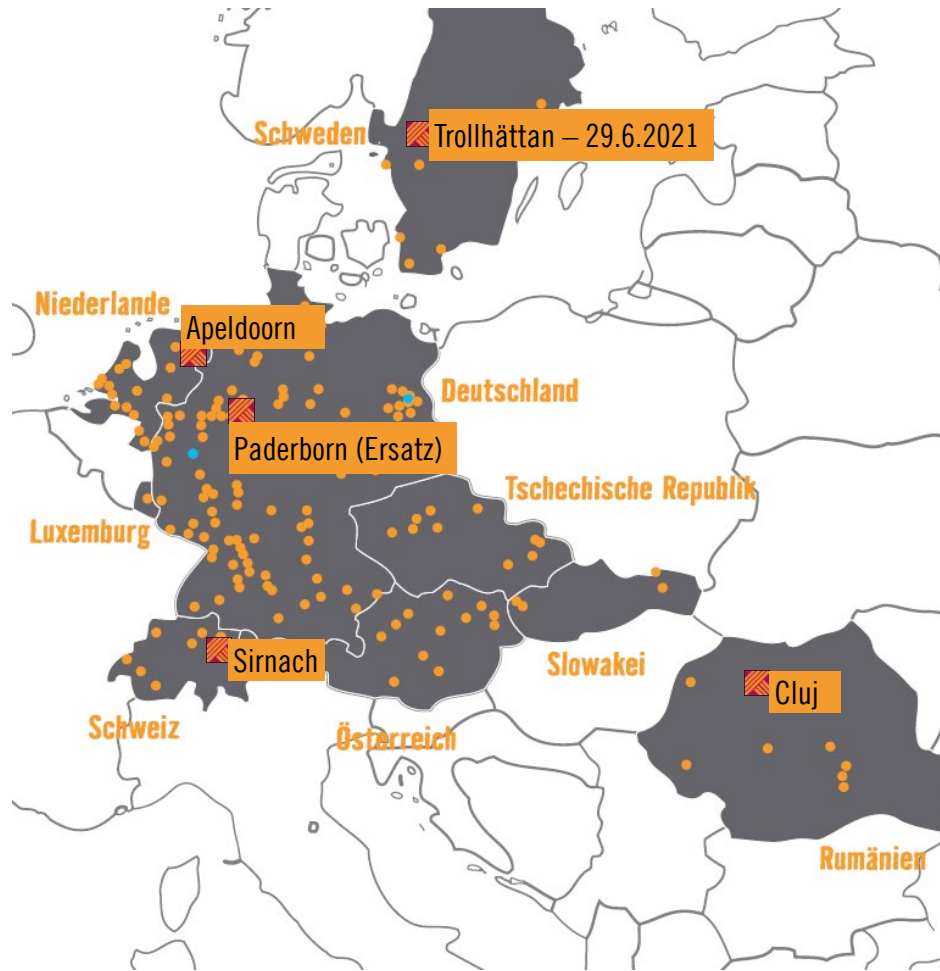 Schweden
Trollhättan – 29.6.2021
Niederlande
Apeldoorn
Deutschland
Paderborn (Ersatz)
Tschechische Republik
Luxemburg
Sirnach
Slowakei
Cluj
Schweiz
Österreich
Rumänien